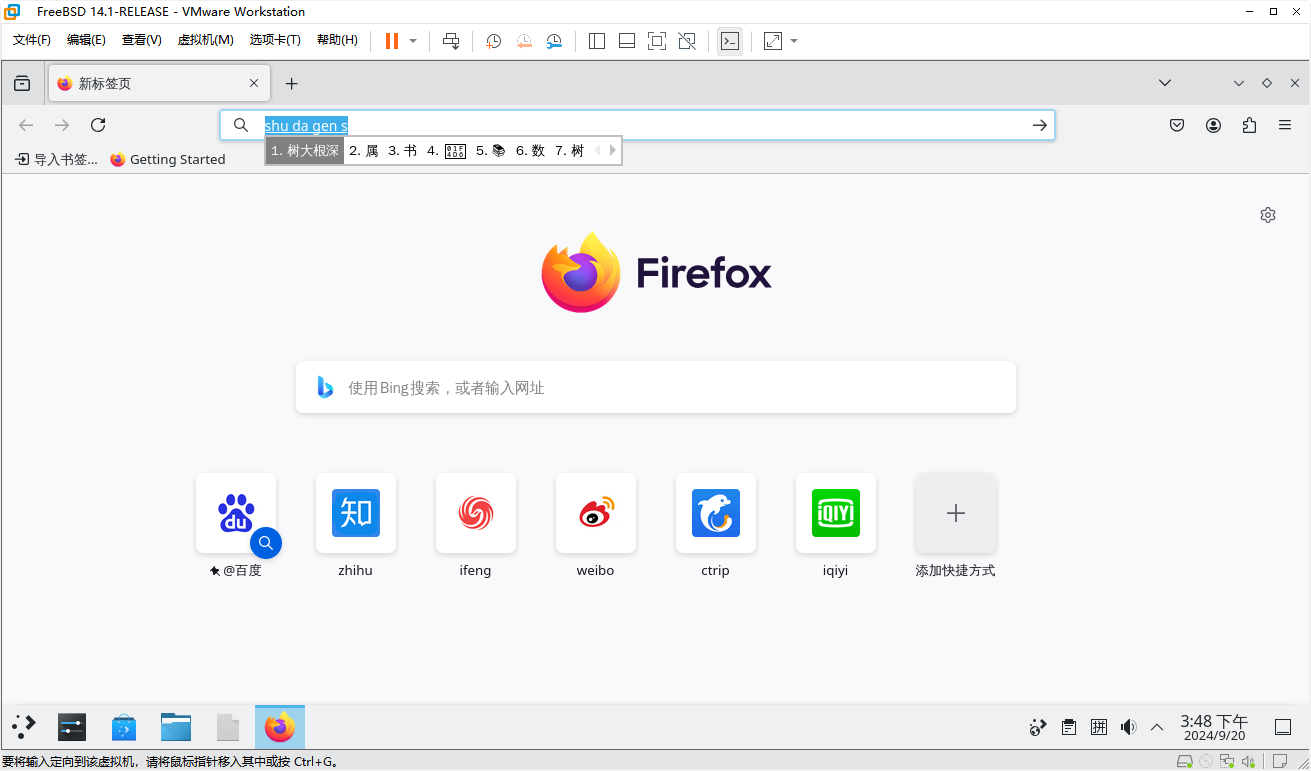 FreeBSD 14.1-RELEASE - VMware Workstation
文件(F) 编辑(E) 查看(V) 虚拟机(M) 选项卡(T) 帮助(H)
新标签页
shu da gen s
1. 树大根深 2. 属 3. 书 4. 01F4D6 5. 📚 6. 数 7. 树
导入书签... Getting Started
Firefox
使用Bing搜索，或者输入网址
du 知 iQIYI
@百度 zhihu ifeng weibo ctrip iqiyi 添加快捷方式
拼 3:48 下午
2024/9/20
要将输入定向到该虚拟机，请将鼠标指针移入其中或按 Ctrl+G。